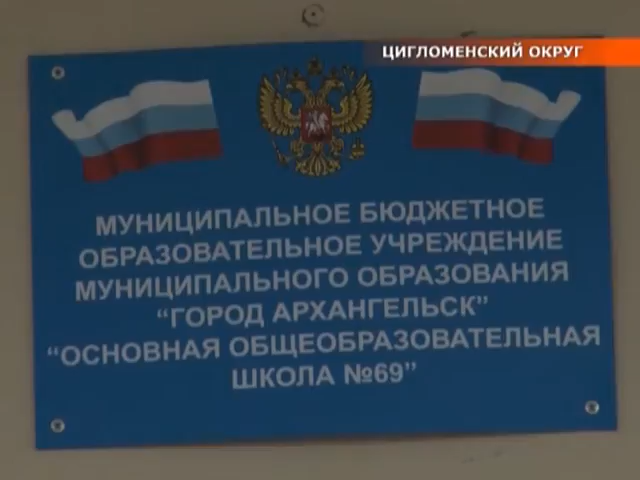 ЦИГЛОМЕНСКИЙ ОКРУГ
МУНИЦИПАЛЬНОЕ БЮДЖЕТНОЕ
ОБРАЗОВАТЕЛЬНОЕ УЧРЕЖДЕНИЕ
МУНИЦИПАЛЬНОГО ОБРАЗОВАНИЯ
“ГОРОД АРХАНГЕЛЬСК”
“ОСНОВНАЯ ОБЩЕОБРАЗОВАТЕЛЬНАЯ
ШКОЛА №69”